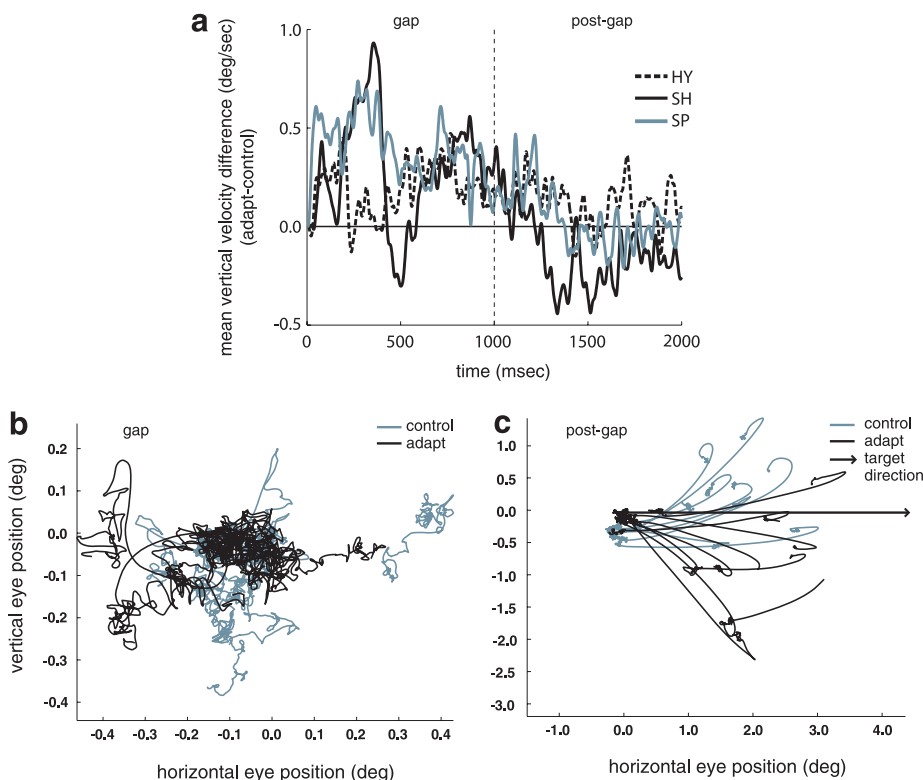 a
gap
post-gap
mean vertical velocity difference (deg/sec)
(adapt-control)
1.0
0.5
0.0
-0.5
HY
SH
SP
0
500
1000
1500
2000
time (msec)
b
gap
control
adapt
vertical eye position (deg)
0.2
0.1
0.0
-0.1
-0.2
-0.3
-0.4
-0.4
-0.3
-0.2
-0.1
0.0
0.1
0.2
0.3
0.4
horizontal eye position (deg)
c
post-gap
control
adapt
target
direction
1.0
0.5
0.0
-0.5
-1.0
-1.5
-2.0
-2.5
-3.0
-1.0
0.0
1.0
2.0
3.0
4.0
horizontal eye position (deg)